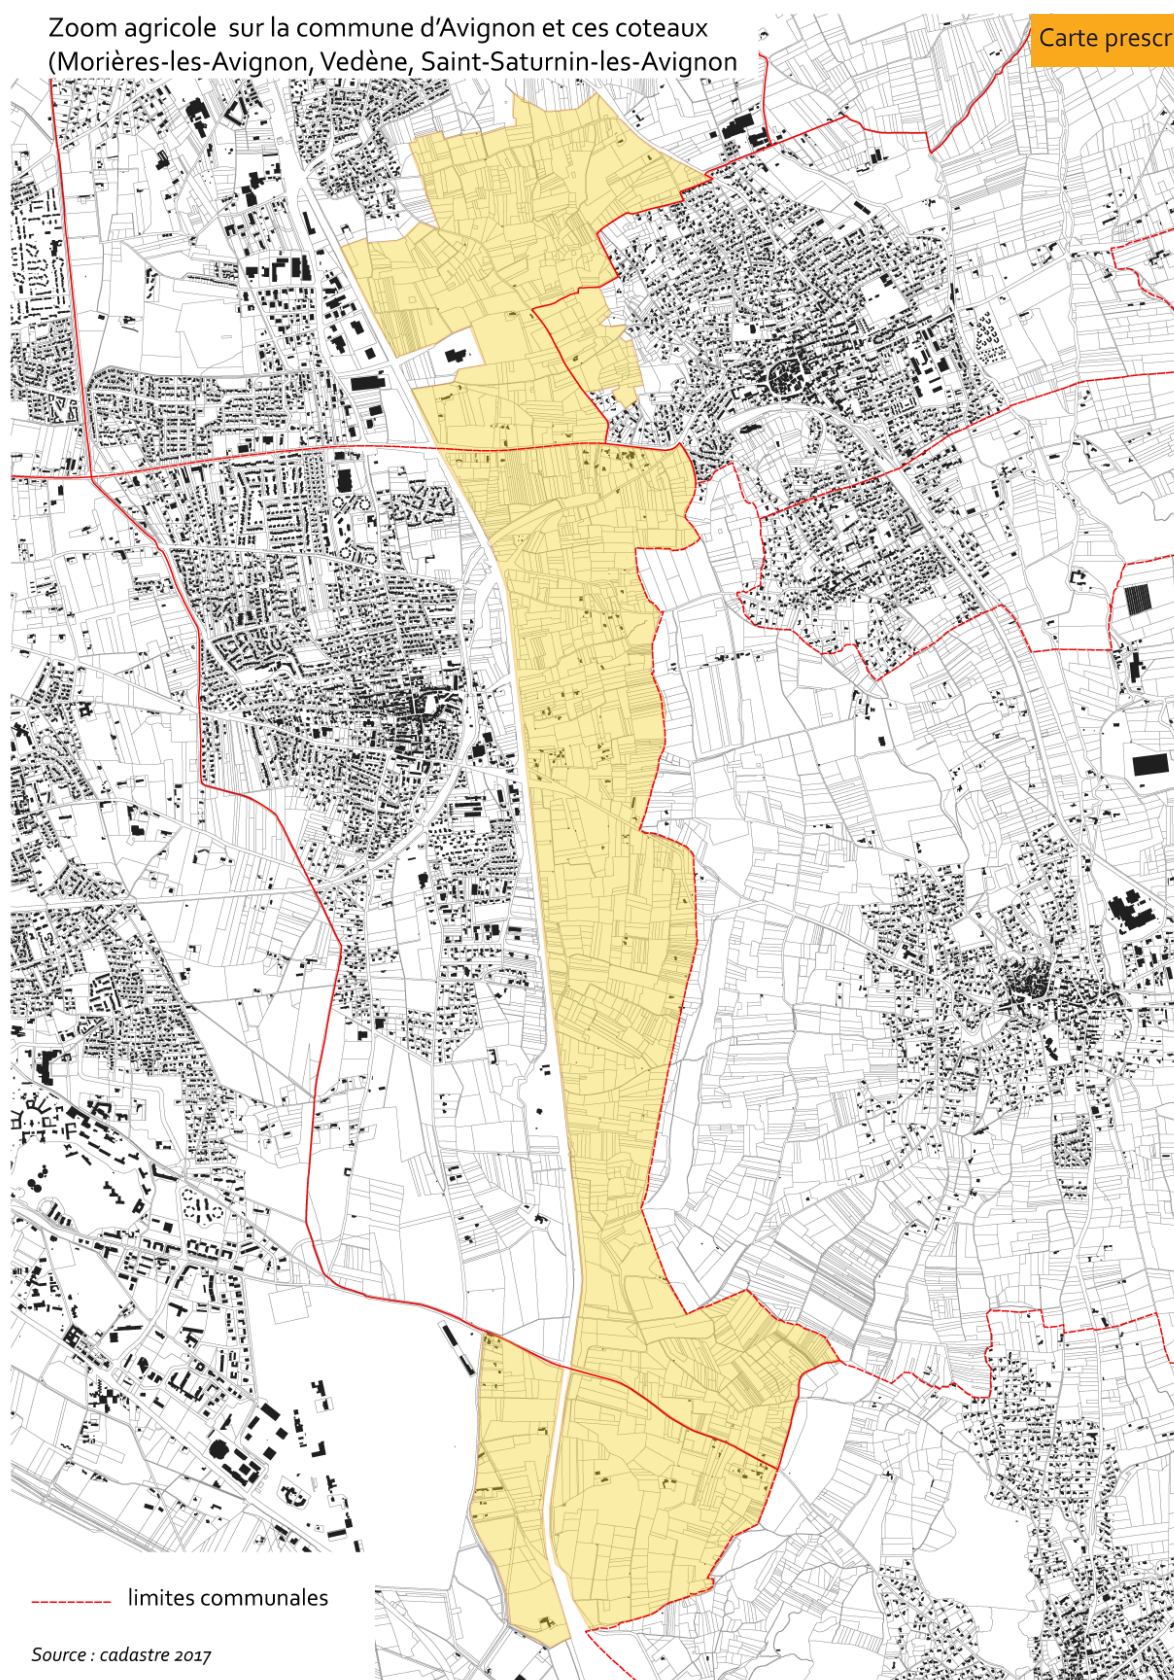 Zoom agricole sur la commune d'Avignon et ces coteaux
(Morières-les-Avignon, Vedène, Saint-Saturnin-les-Avignon
Carte prescr
limites communales
Source : cadastre 2017